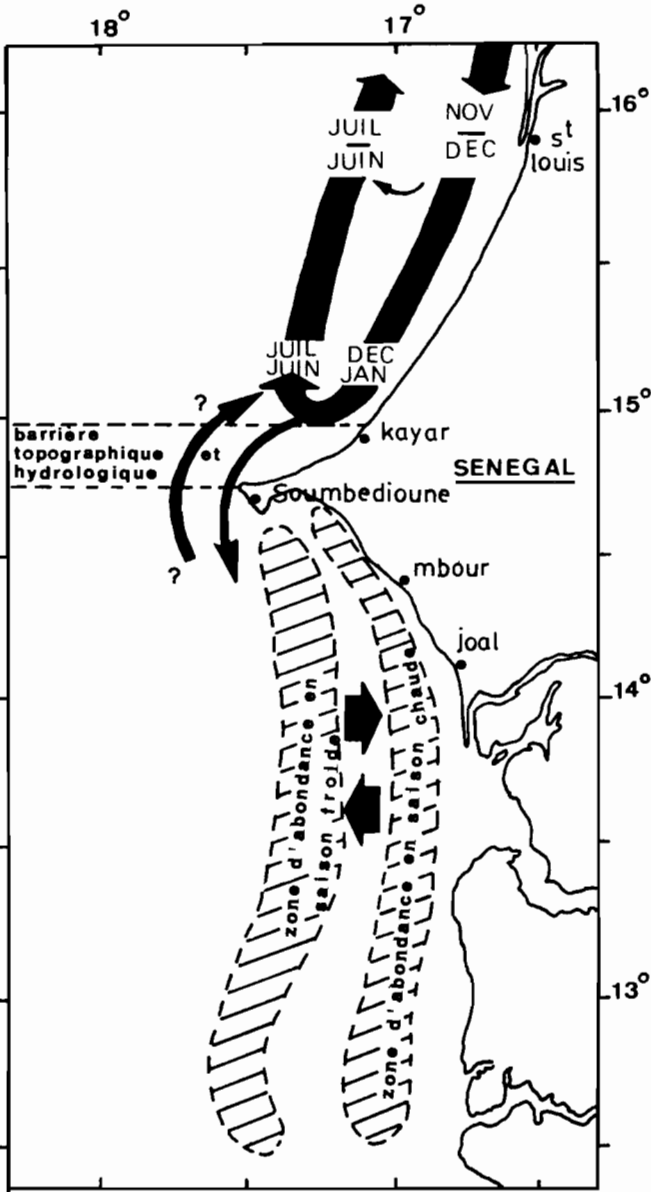 18°
17°
16°
JUIL
JUIN
NOV
DEC
st
louis
JUIL
JUIN
DEC
JAN
15°
?
barrière
topographique et
hydrologique
kayar
SENEGAL
Soumbedioune
?
mbour
joal
14°
zone d'abondance en
saison froide
zone d'abondance en saison chaude
13°